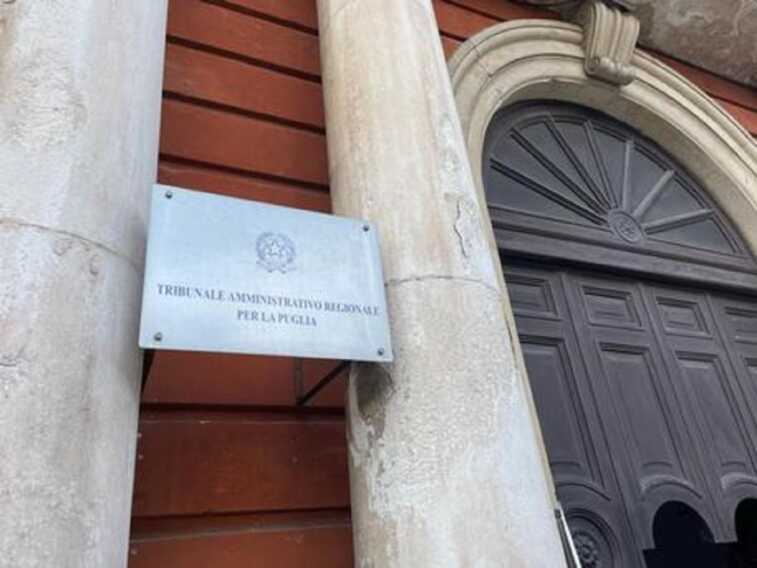 TRIBUNALE AMMINISTRATIVO REGIONALE
PER LA PUGLIA